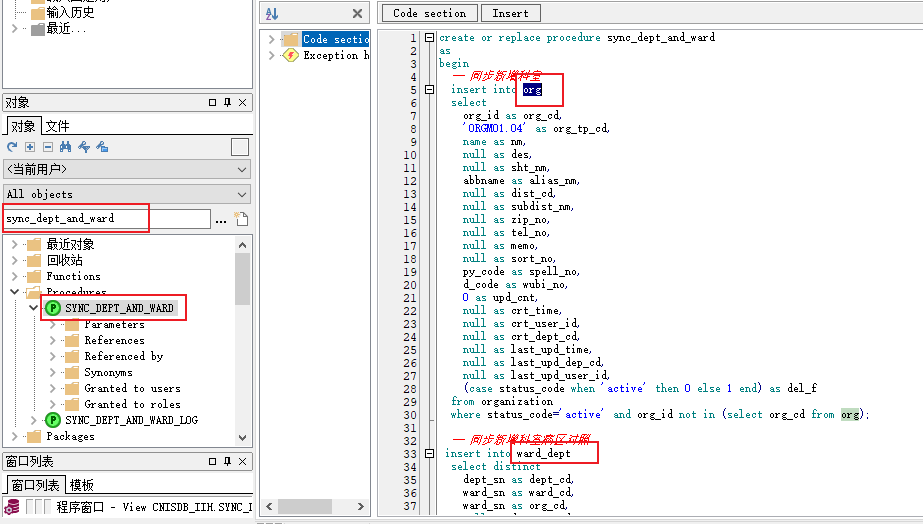 输入历史
最近...
对象
对象 文件
<当前用户>
All objects
sync_dept_and_ward
...
最近对象
回收站
Functions
Procedures
SYNC_DEPT_AND_WARD
Parameters
References
Referenced by
Synonyms
Granted to users
Granted to roles
SYNC_DEPT_AND_WARD_LOG
Packages
窗口列表
窗口列表 模板
程序窗口 - View CNISDB_IIH.SYNC_I
Code sectio
Exception h
Code section Insert
1 create or replace procedure sync_dept_and_ward
2 as
3 begin
4 -- 同步新增科室
5 insert into org
6 select
7 org_id as org_cd,
8 'ORGM01.04' as org_tp_cd,
9 name as nm,
10 null as des,
11 null as sht_nm,
12 abbname as alias_nm,
13 null as dist_cd,
14 null as subdist_nm,
15 null as zip_no,
16 null as tel_no,
17 null as memo,
18 null as sort_no,
19 py_code as spell_no,
20 d_code as wubi_no,
21 0 as upd_cnt,
22 null as crt_time,
23 null as crt_user_id,
24 null as crt_dept_cd,
25 null as last_upd_time,
26 null as last_upd_dep_cd,
27 null as last_upd_user_id,
28 (case status_code when 'active' then 0 else 1 end) as del_f
29 from organization
30 where status_code='active' and org_id not in (select org_cd from org);
31
32 -- 同步新增科室病区对照
33 insert into ward_dept
34 select distinct
35 dept_sn as dept_cd,
36 ward_sn as ward_cd,
37 ward_sn as org_cd,